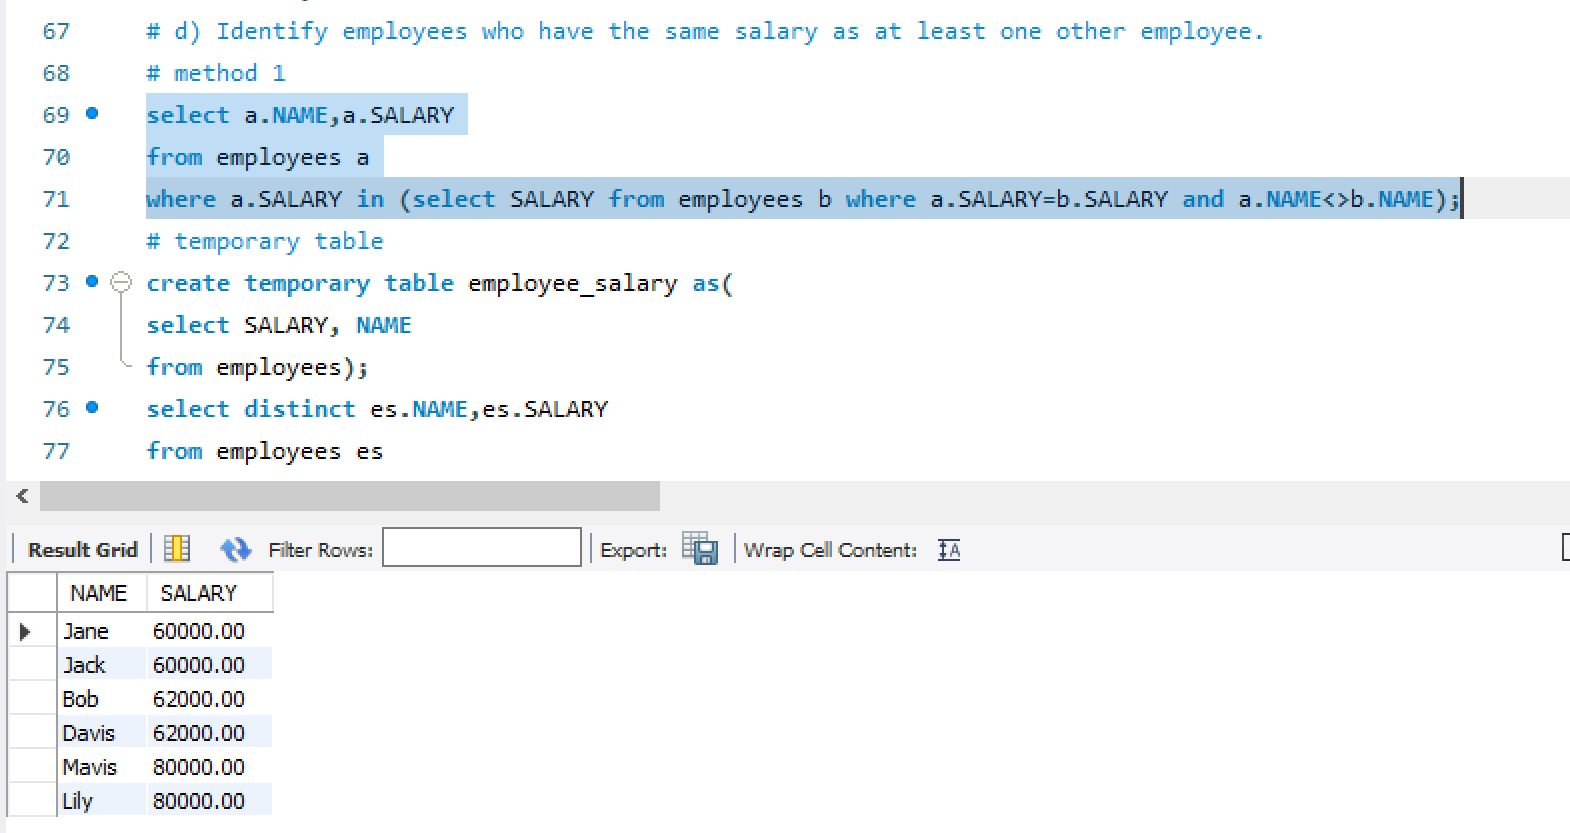 67 # d) Identify employees who have the same salary as at least one other employee.
68 # method 1
69 select a.NAME,a.SALARY
70 from employees a
71 where a.SALARY in (select SALARY from employees b where a.SALARY=b.SALARY and a.NAME<>b.NAME);
72 # temporary table
73 create temporary table employee_salary as(
74 select SALARY, NAME
75 from employees);
76 select distinct es.NAME,es.SALARY
77 from employees es
Result Grid Filter Rows: Export: Wrap Cell Content:
NAME SALARY
Jane 60000.00
Jack 60000.00
Bob 62000.00
Davis 62000.00
Mavis 80000.00
Lily 80000.00